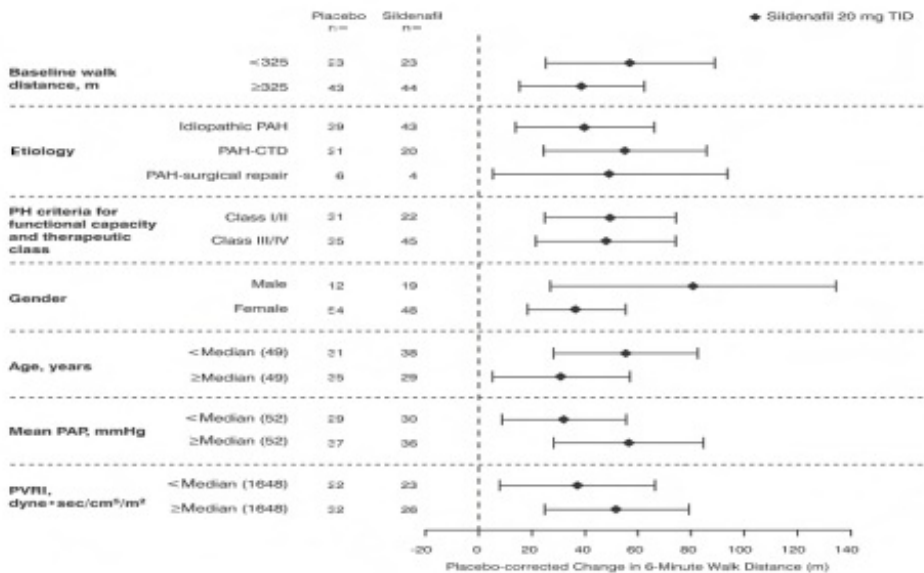 Placebo Sildenafil
n= n=
◆ Sildenafil 20 mg TID
Baseline walk distance, m
<325 23 23
≥325 43 44
Etiology
Idiopathic PAH 39 43
PAH-CTD 21 20
PAH-surgical repair 6 4
PH criteria for
functional capacity
and therapeutic
class
Class I/II 31 22
Class III/IV 35 45
Gender
Male 12 19
Female 54 48
Age, years
<Median (49) 31 38
≥Median (49) 35 29
Mean PAP, mmHg
<Median (52) 29 30
≥Median (52) 37 36
PVRI,
dyne•sec/cm⁵/m²
<Median (1648) 32 23
≥Median (1648) 32 26
-20 0 20 40 60 80 100 120 140
Placebo-corrected Change in 6-Minute Walk Distance (m)